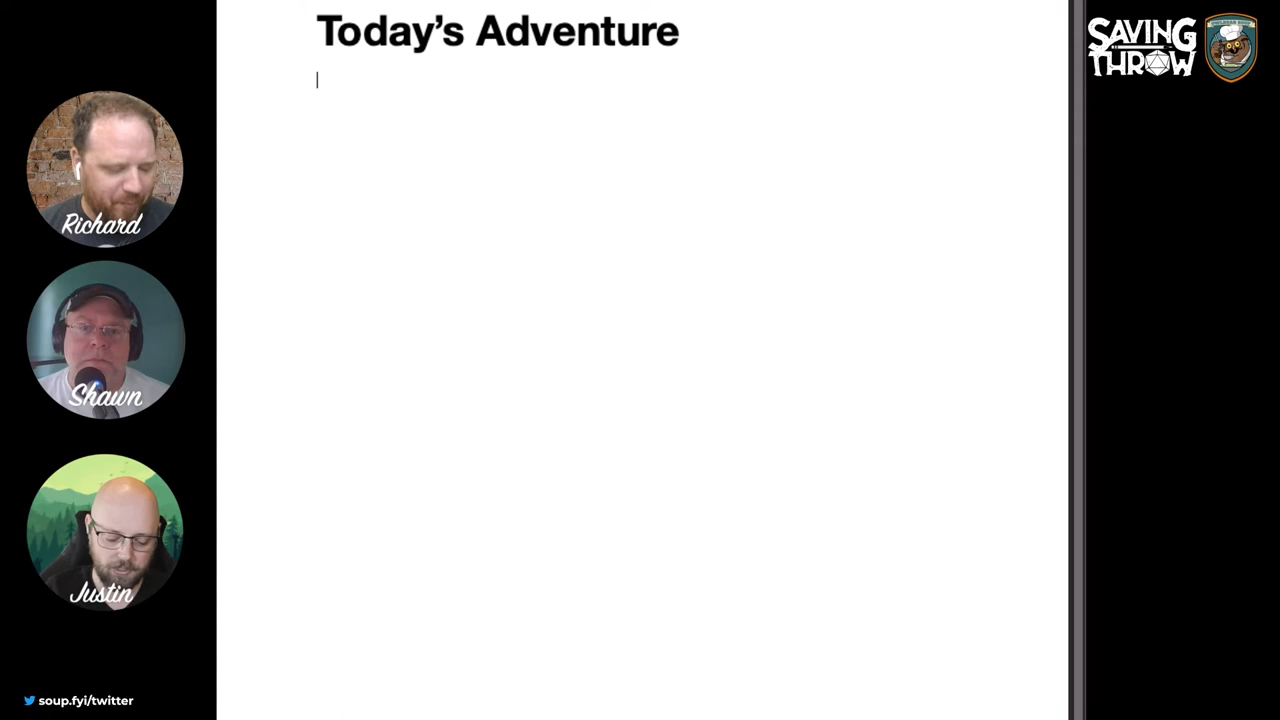 Today's Adventure
Richard
Shawn
Justin
soup.fyi/twitter
SAVING
THROW